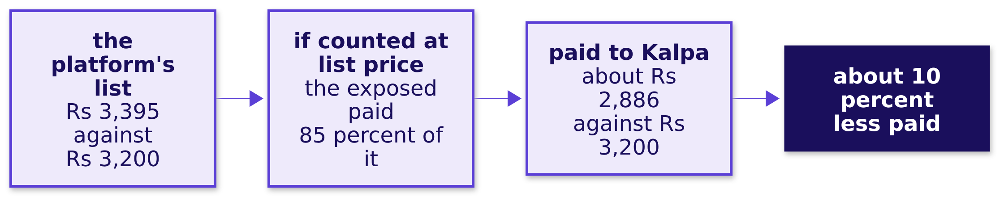 the
platform's
list
Rs 3,395
against
Rs 3,200
if counted at
list price
the exposed
paid
85 percent of
it
paid to Kalpa
about Rs
2,886
against Rs
3,200
about 10
percent
less paid